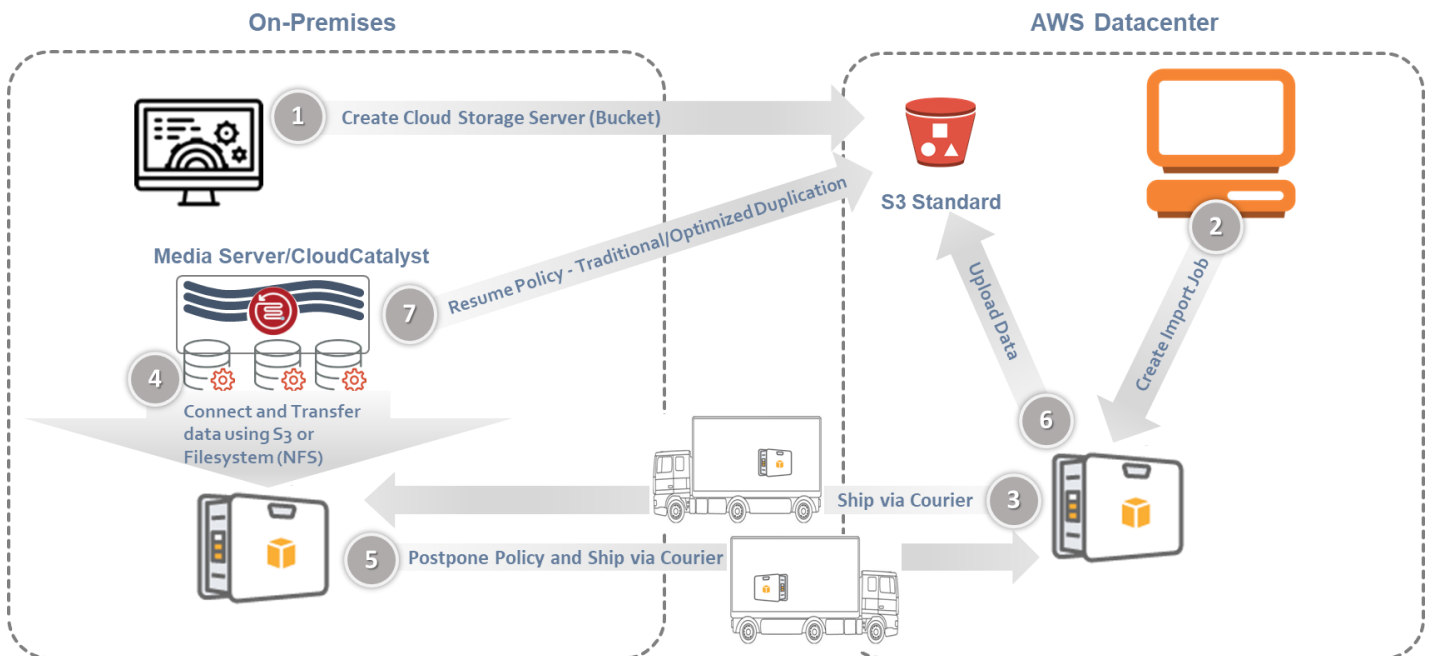 On-Premises
AWS Datacenter
1
Create Cloud Storage Server (Bucket)
S3 Standard
2
Create Import Job
Media Server/CloudCatalyst
7
Resume Policy - Traditional/Optimized Duplication
Upload Data
6
4
Connect and Transfer
data using S3 or
Filesystem (NFS)
Ship via Courier
3
5
Postpone Policy and Ship via Courier